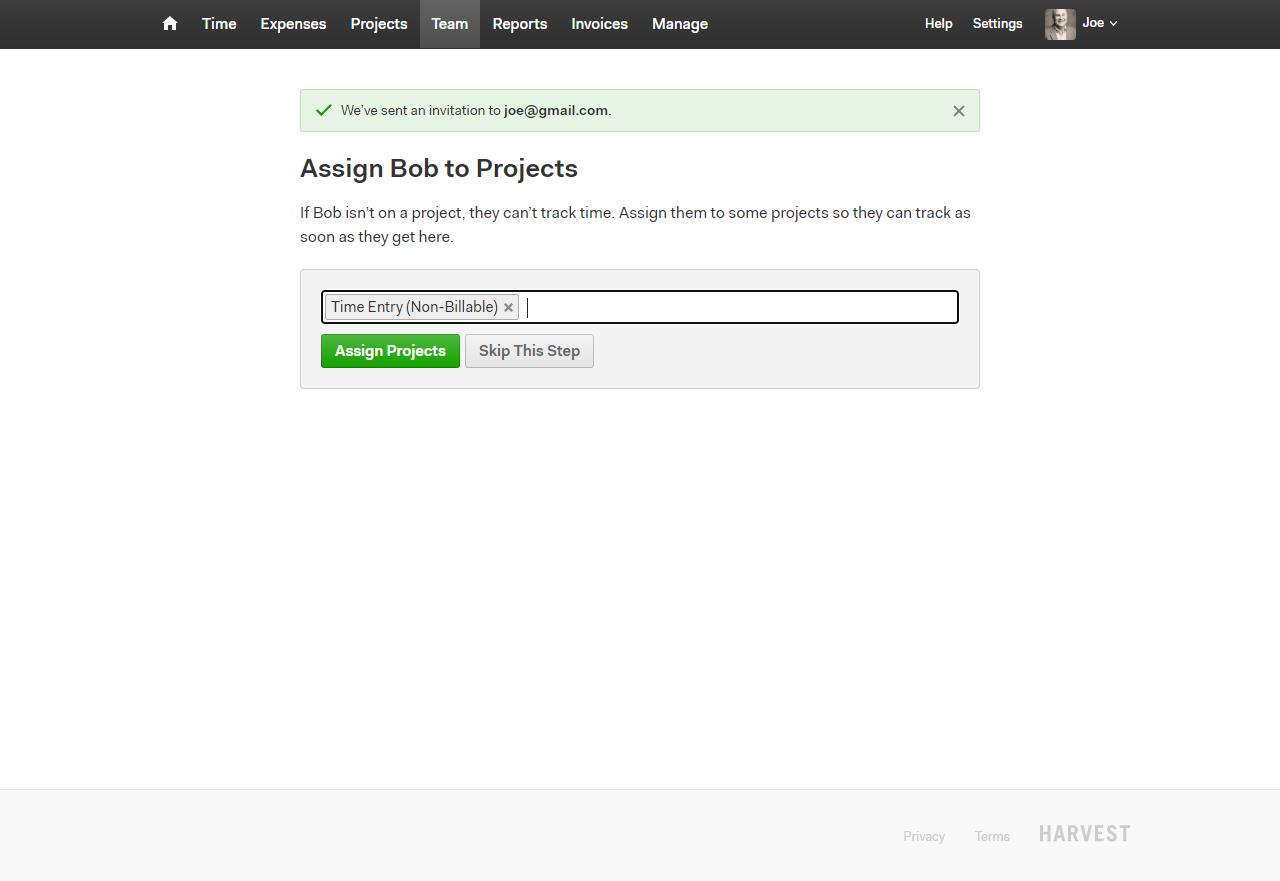 Time Expenses Projects Team Reports Invoices Manage Help Settings Joe
We've sent an invitation to joe@gmail.com.
Assign Bob to Projects
If Bob isn't on a project, they can't track time. Assign them to some projects so they can track as
soon as they get here.
Time Entry (Non-Billable)
Assign Projects Skip This Step
Privacy Terms HARVEST